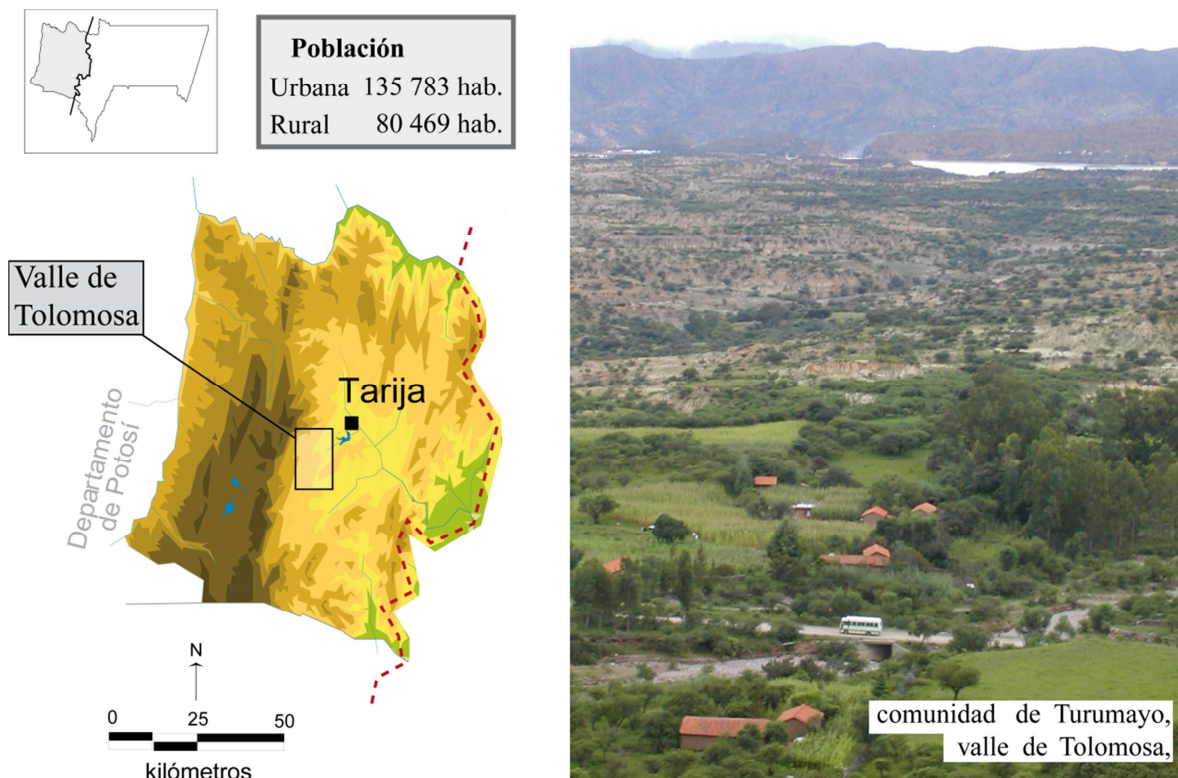 Población
Urbana 135 783 hab.
Rural 80 469 hab.
Valle de
Tolomosa
Tarija
Departamento
de Potosí
N
0 25 50
kilómetros
comunidad de Turumayo,
valle de Tolomosa,